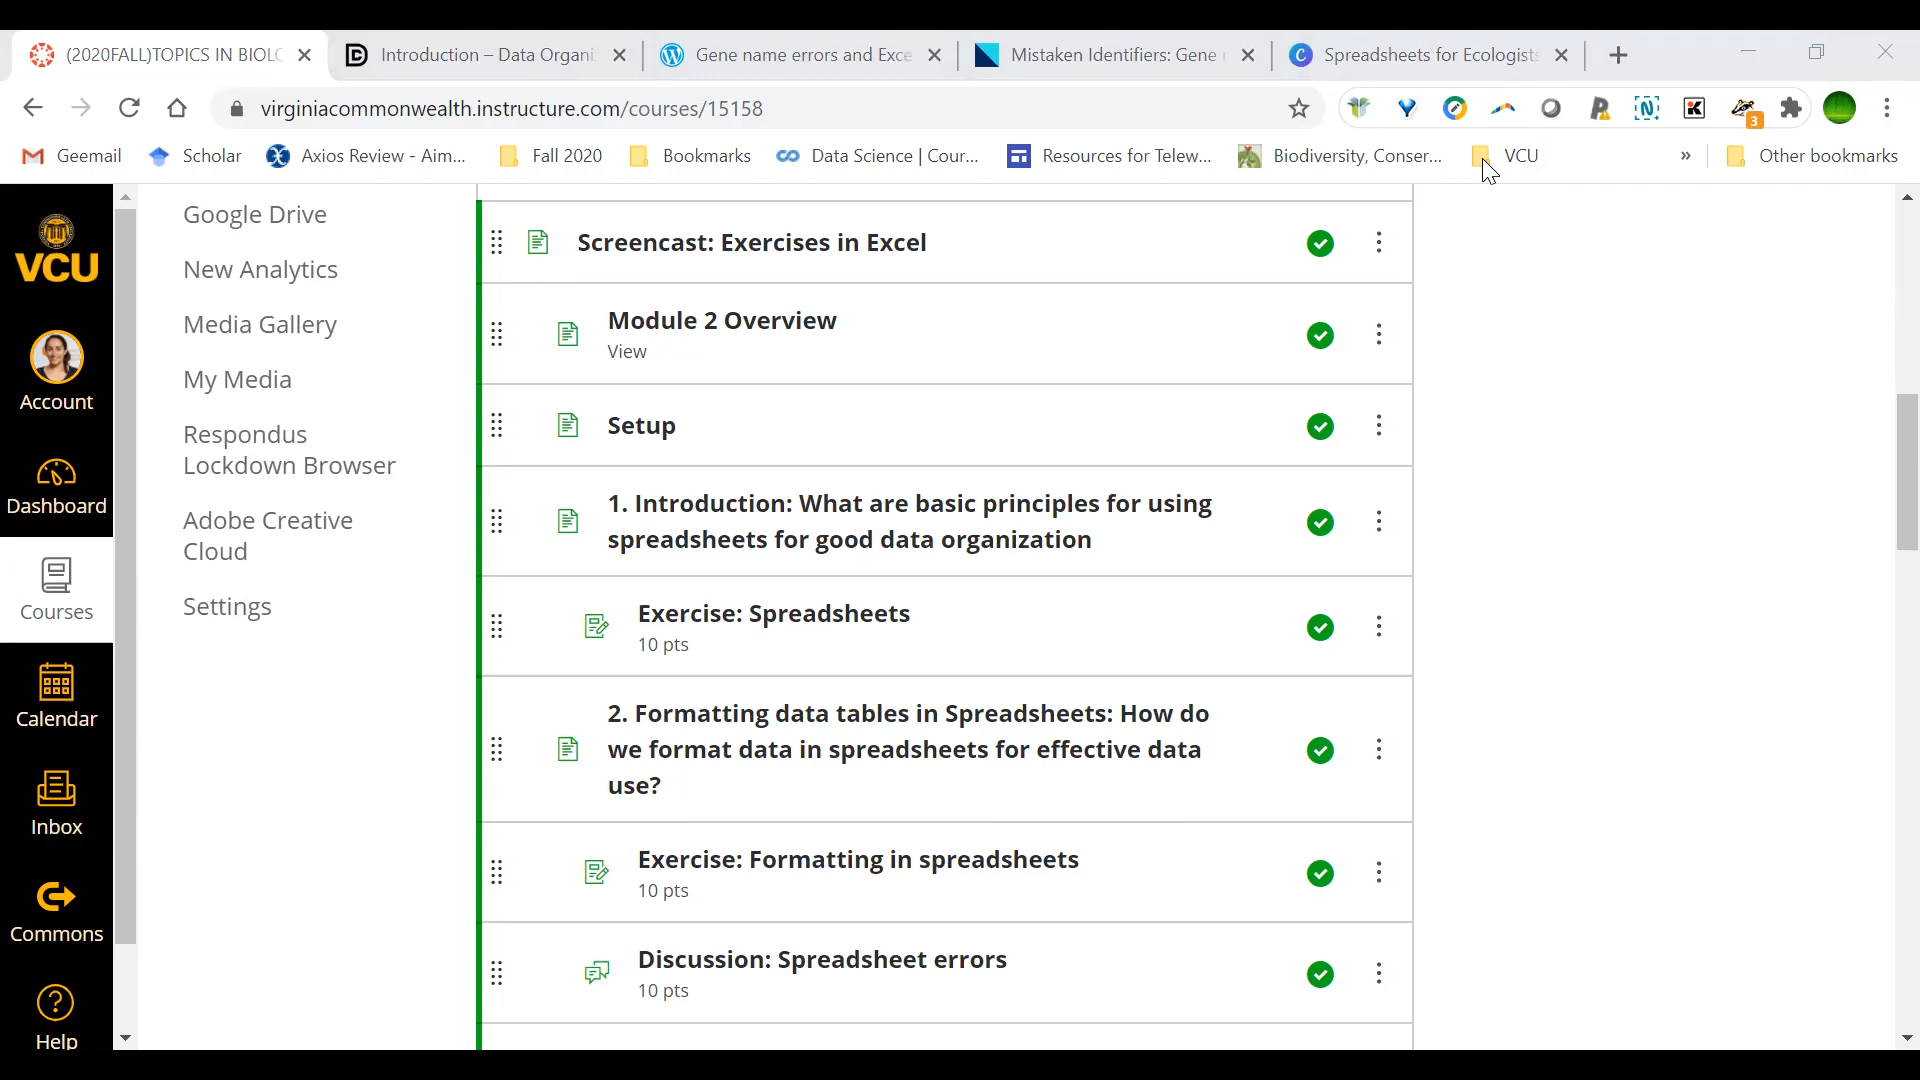 (2020FALL)TOPICS IN BIOLC
Introduction – Data Organi
Gene name errors and Exce
Mistaken Identifiers: Gene
Spreadsheets for Ecologist
virginiacommonwealth.instructure.com/courses/15158
3
Geemail
Scholar
Axios Review - Aim...
Fall 2020
Bookmarks
Data Science | Cour...
Resources for Telew...
Biodiversity, Conser...
VCU
»
Other bookmarks
VCU
Account
Dashboard
Courses
Calendar
Inbox
Commons
Help
Google Drive
New Analytics
Media Gallery
My Media
Respondus
Lockdown Browser
Adobe Creative
Cloud
Settings
Screencast: Exercises in Excel
Module 2 Overview
View
Setup
1. Introduction: What are basic principles for using
spreadsheets for good data organization
Exercise: Spreadsheets
10 pts
2. Formatting data tables in Spreadsheets: How do
we format data in spreadsheets for effective data
use?
Exercise: Formatting in spreadsheets
10 pts
Discussion: Spreadsheet errors
10 pts